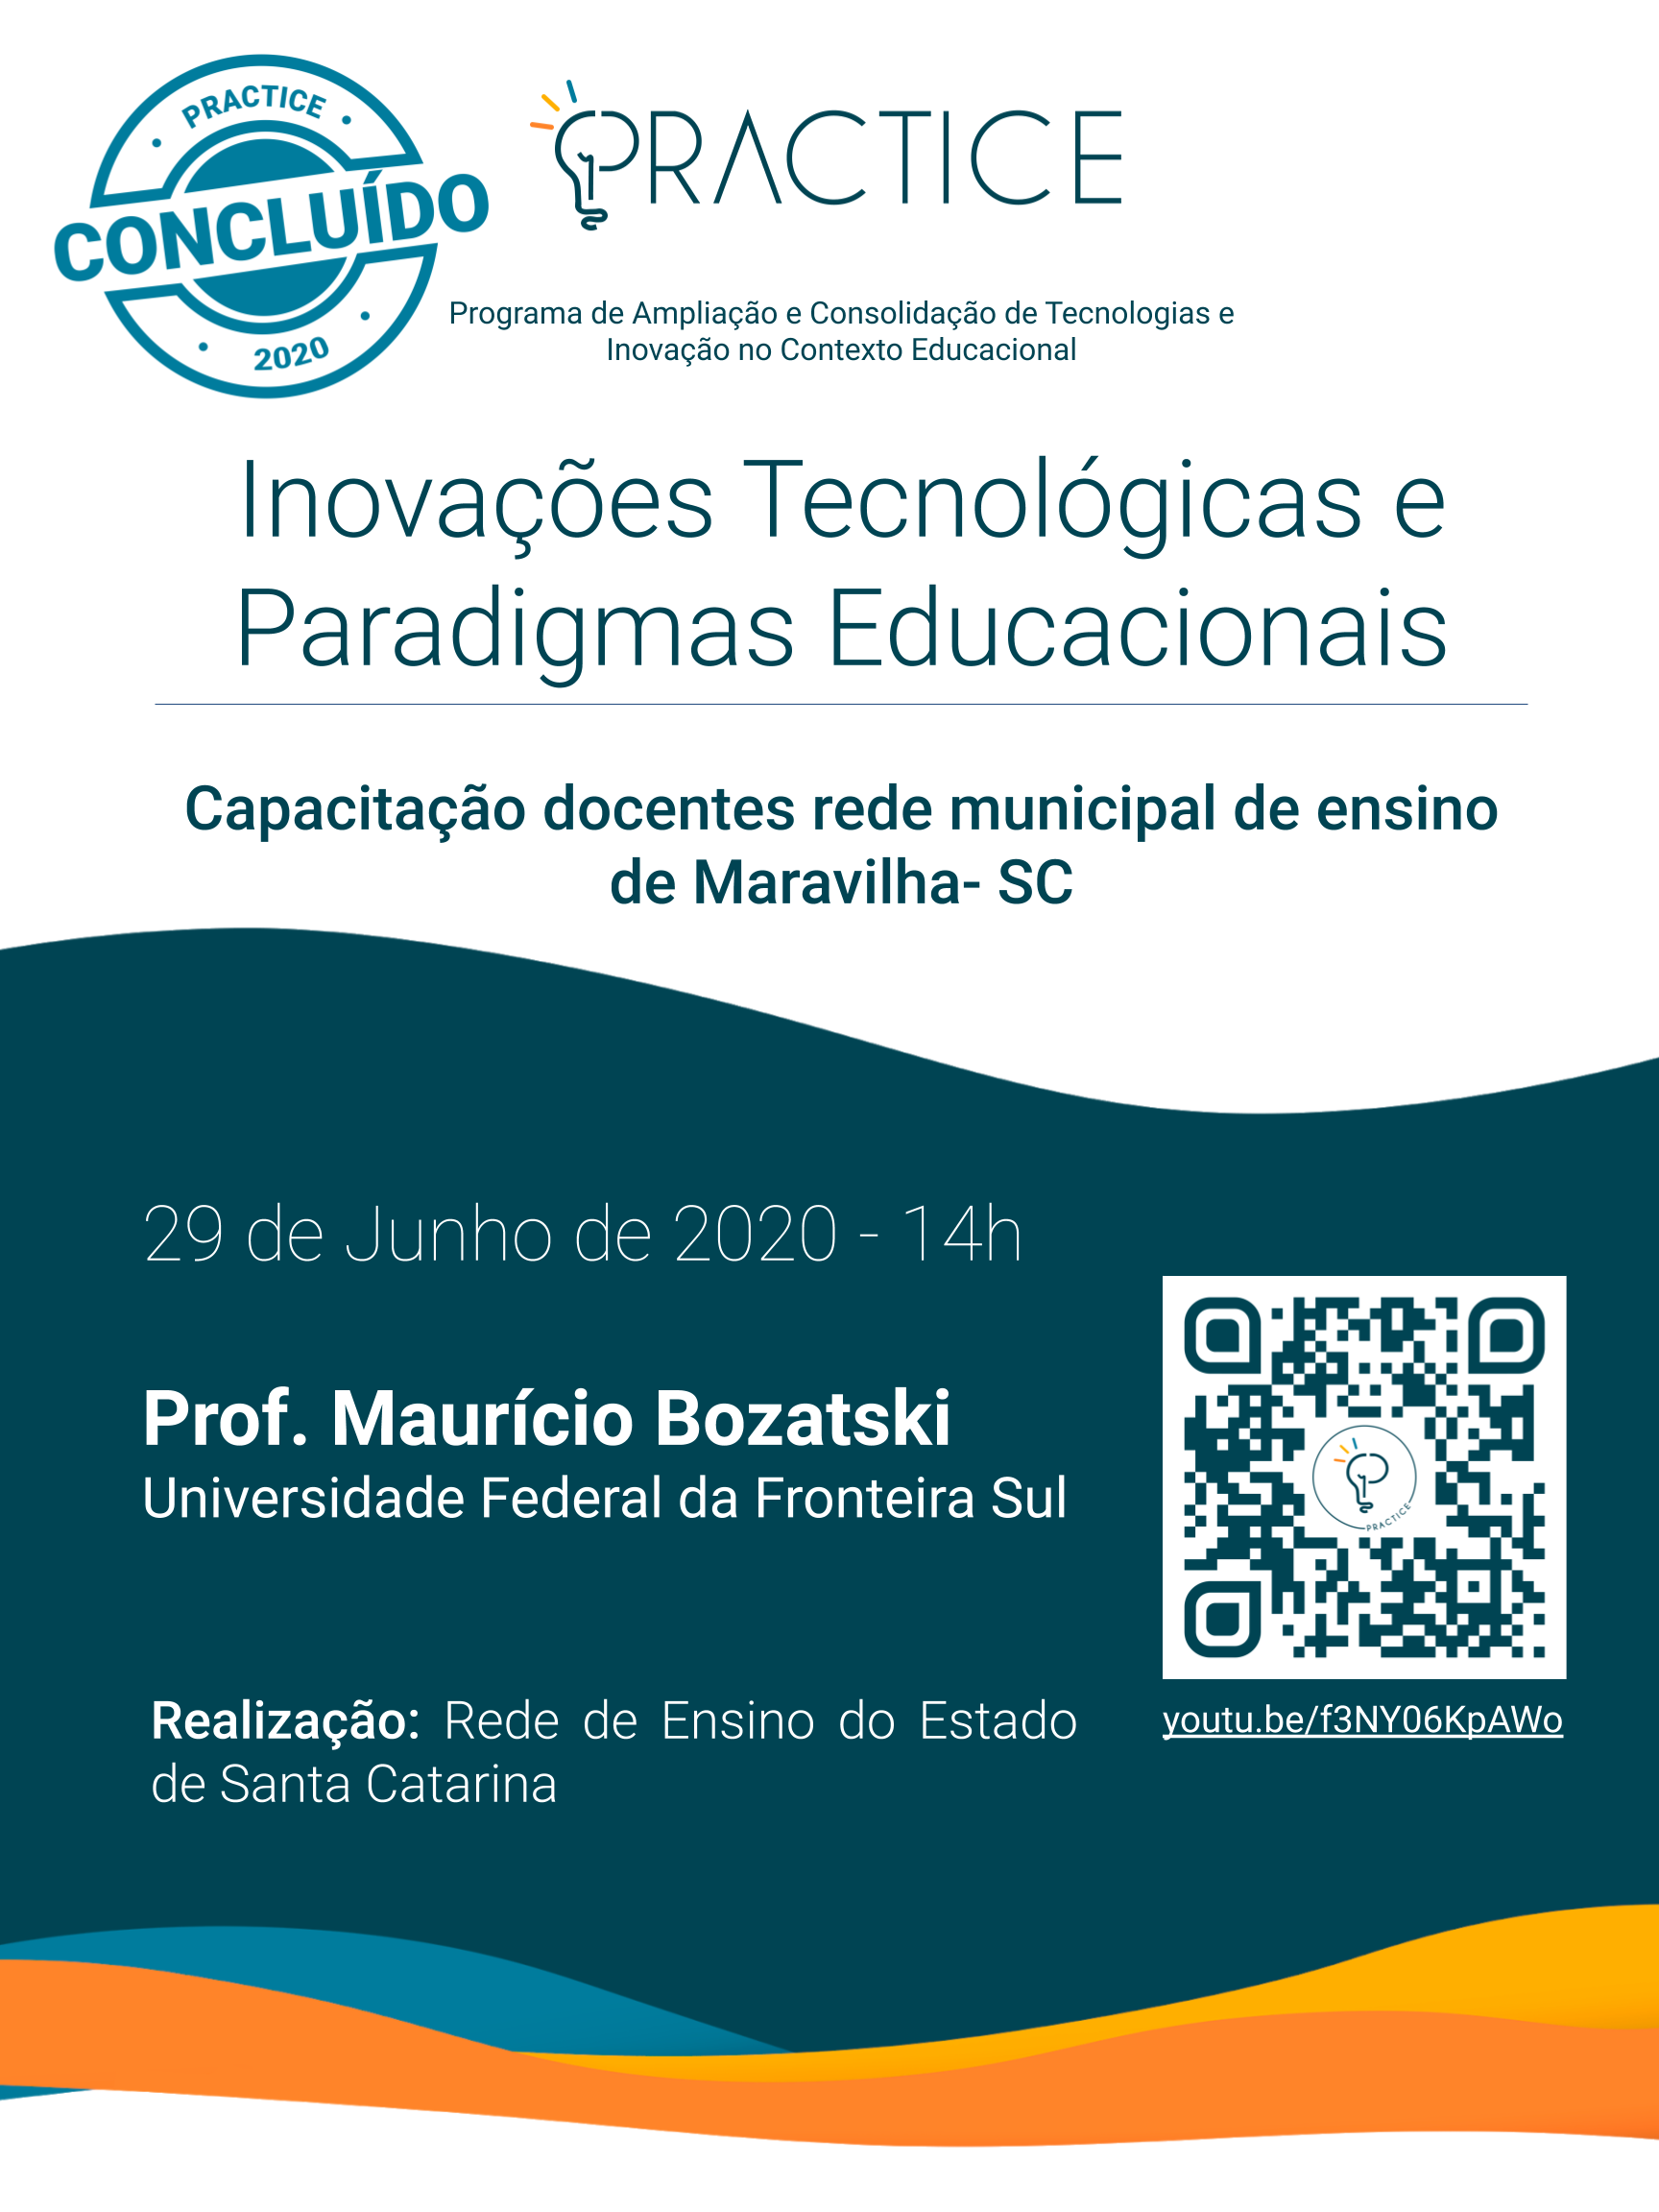 PRACTICE
CONCLUÍDO
2020
PRACTICE
Programa de Ampliação e Consolidação de Tecnologias e
Inovação no Contexto Educacional
Inovações Tecnológicas e
Paradigmas Educacionais
Capacitação docentes rede municipal de ensino
de Maravilha- SC
29 de Junho de 2020 - 14h
Prof. Maurício Bozatski
Universidade Federal da Fronteira Sul
PRACTICE
Realização: Rede de Ensino do Estado
de Santa Catarina
youtu.be/f3NY06KpAWo